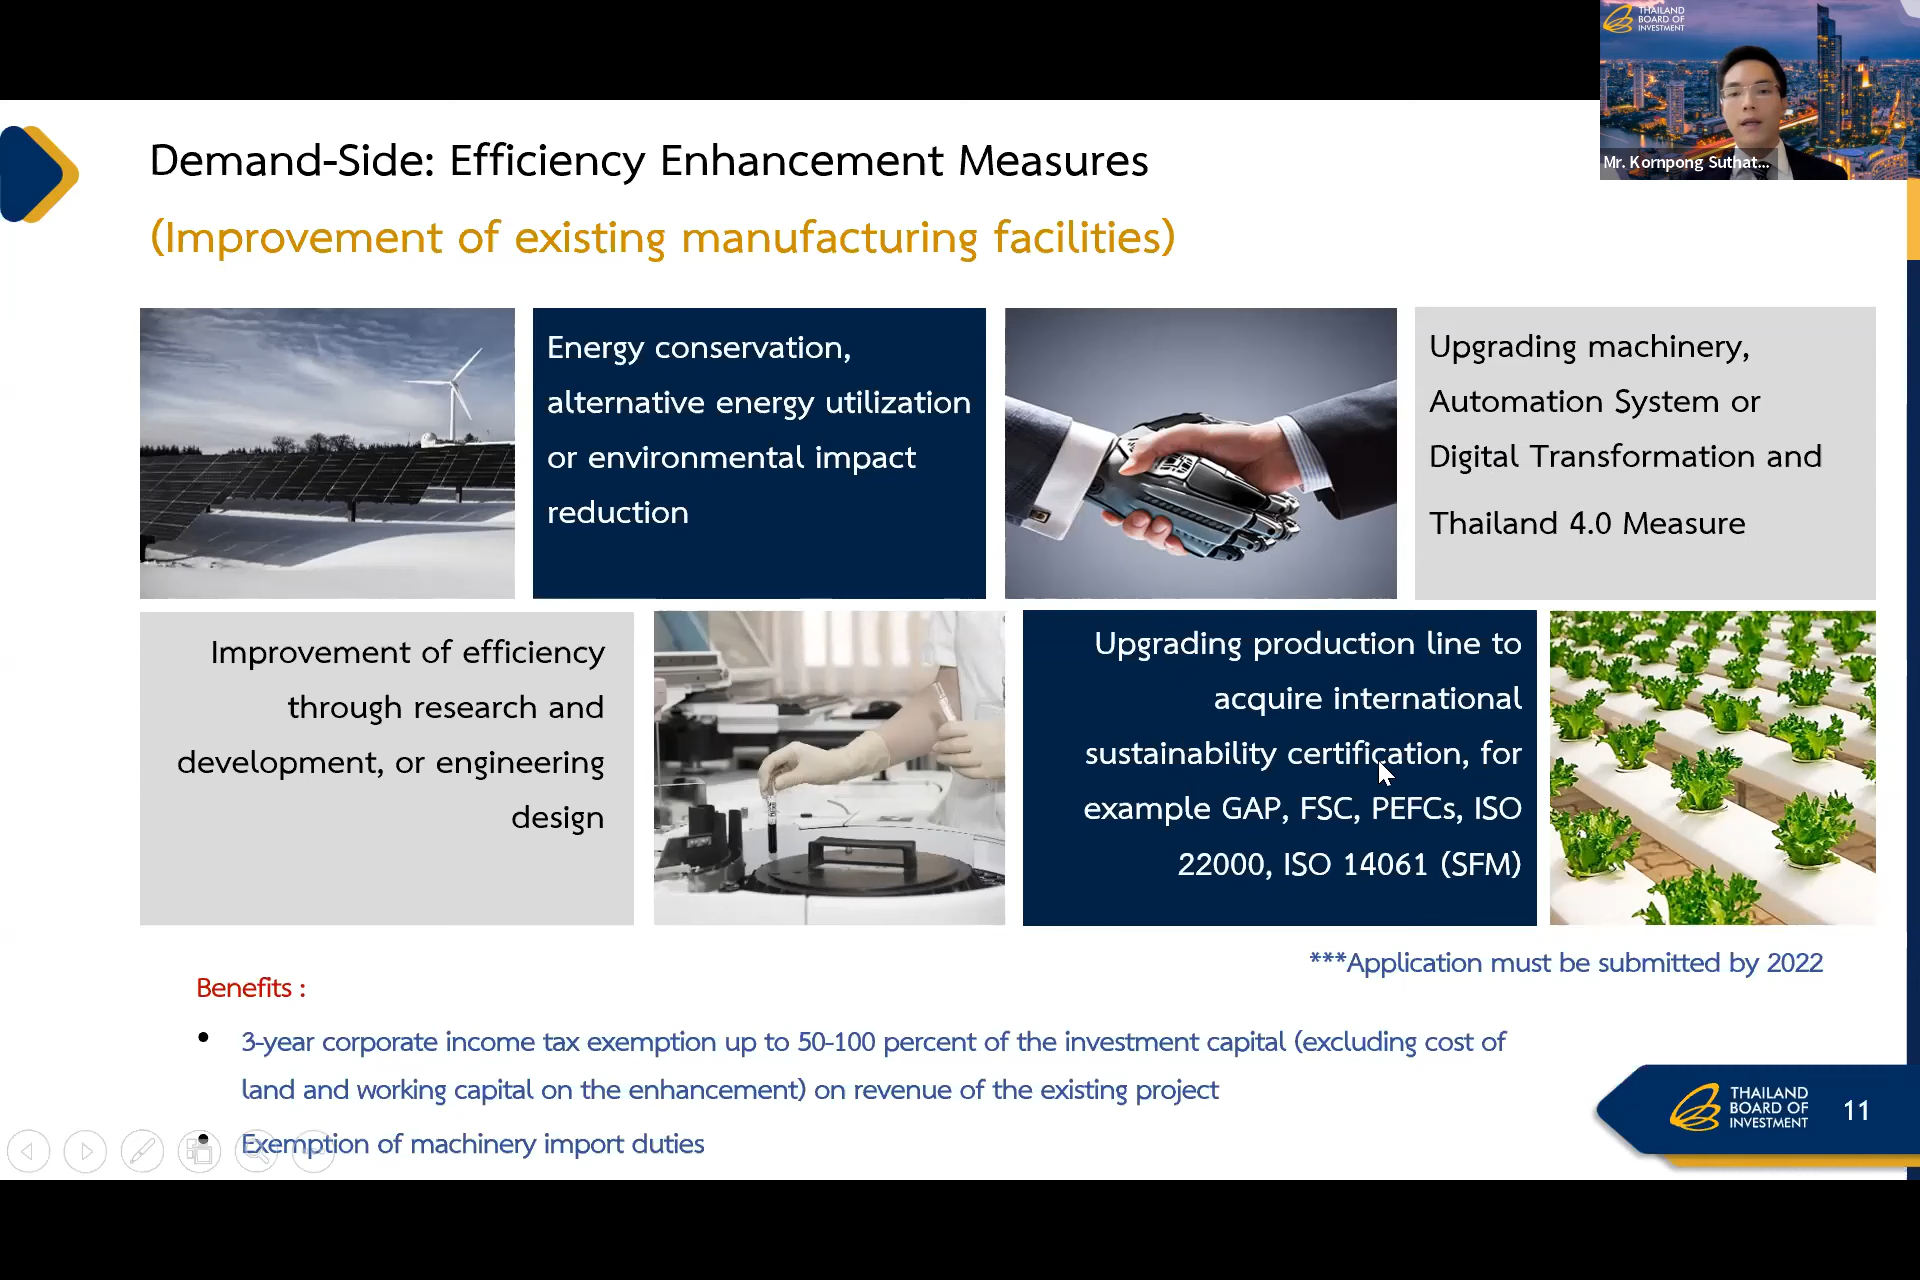 THAILAND
BOARD OF
INVESTMENT
Mr. Kornpong Suthat...
Demand-Side: Efficiency Enhancement Measures
(Improvement of existing manufacturing facilities)
Energy conservation,
alternative energy utilization
or environmental impact
reduction
Upgrading machinery,
Automation System or
Digital Transformation and
Thailand 4.0 Measure
Improvement of efficiency
through research and
development, or engineering
design
Upgrading production line to
acquire international
sustainability certification, for
example GAP, FSC, PEFCs, ISO
22000, ISO 14061 (SFM)
***Application must be submitted by 2022
Benefits :
• 3-year corporate income tax exemption up to 50-100 percent of the investment capital (excluding cost of
land and working capital on the enhancement) on revenue of the existing project
• Exemption of machinery import duties
THAILAND
BOARD OF
INVESTMENT
11